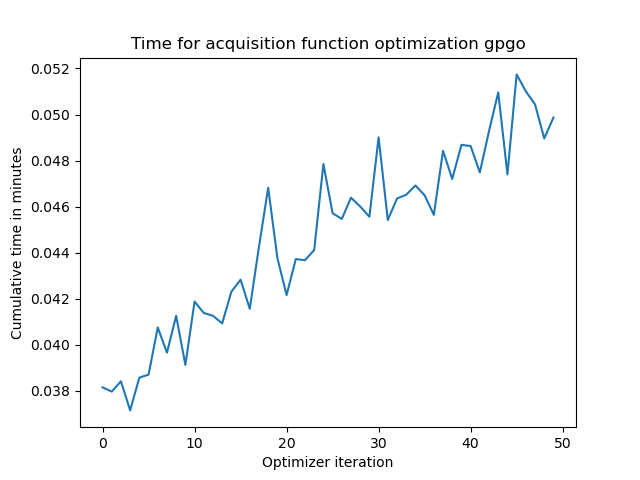 Time for acquisition function optimization gpgo
Cumulative time in minutes
0.052
0.050
0.048
0.046
0.044
0.042
0.040
0.038
0 10 20 30 40 50
Optimizer iteration